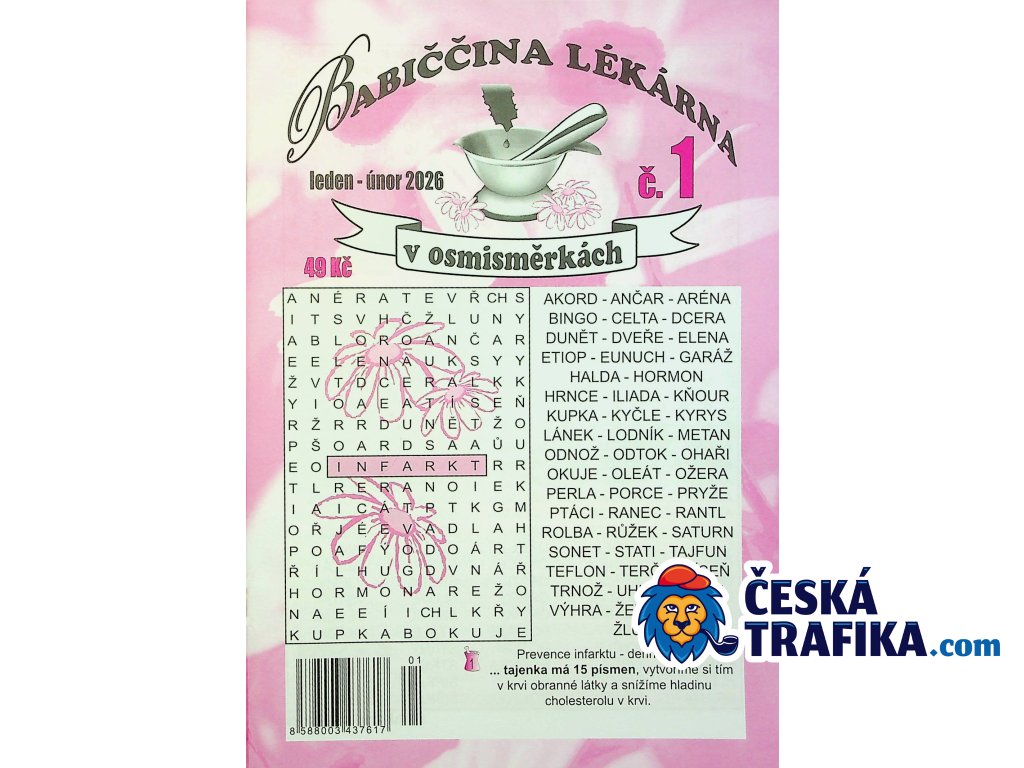 BABIČČINA LÉKÁRNA
leden - únor 2026
č. 1
v osmisměrkách
49 Kč
A N É R A T E V Ř CH S
I T S V H Č Ž L U N Y
A B L O R O A N Č A R
E E L E N A U K S Y Y
Ž V T D C E R A L K K
Y I O A E A T Í S E Ň
R Ž R R D U N Ě T Ž O
P Š O A R D S A A Ů U
E O I N F A R K T R R
T L R E R A N O I E K
I A I C Á T P T K G M
O Ř J É E V A D L A H
P O A F Ý O D O Á R T
Ř Í L H U G D V N Á Ř
H O R M O N A R E Ž O
N A E E Í I CH L K Ř Y
K U P K A B O K U J E
AKORD - ANČAR - ARÉNA
BINGO - CELTA - DCERA
DUNĚT - DVEŘE - ELENA
ETIOP - EUNUCH - GARÁŽ
HALDA - HORMON
HRNCE - ILIADA - KŇOUR
KUPKA - KYČLE - KYRYS
LÁNEK - LODNÍK - METAN
ODNOŽ - ODTOK - OHAŘI
OKUJE - OLEÁT - OŽERA
PERLA - PORCE - PRYŽE
PTÁCI - RANEC - RANTL
ROLBA - RŮŽEK - SATURN
SONET - STATI - TAJFUN
TEFLON -
TRNOŽ -
VÝHRA -
ČESKÁ
TRAFIKA.com
Prevence infarktu -
... tajenka má 15 písmen, vytvoříme si tím
v krvi obranné látky a snížíme hladinu
cholesterolu v krvi.
1
01
8 588003 437617